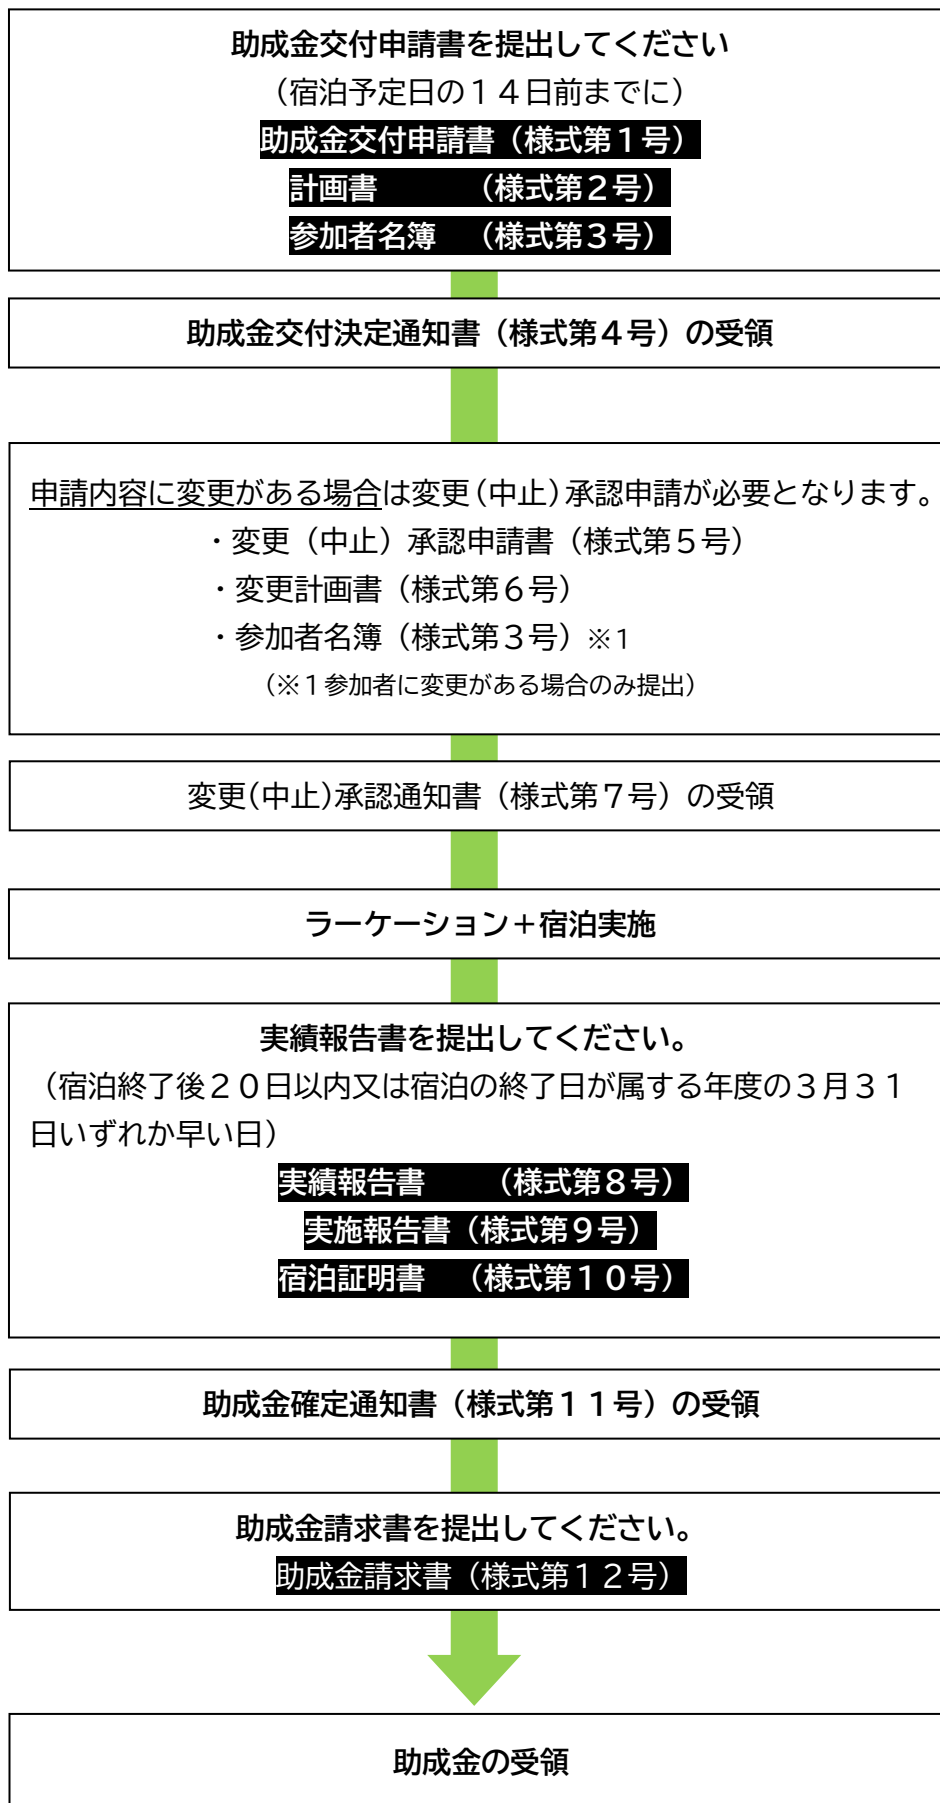 助成金交付申請書を提出してください
（宿泊予定日の１４日前までに）
助成金交付申請書（様式第１号）
計画書　　　（様式第２号）
参加者名簿　（様式第３号）
助成金交付決定通知書（様式第４号）の受領
申請内容に変更がある場合は変更(中止)承認申請が必要となります。
・変更（中止）承認申請書（様式第５号）
・変更計画書（様式第６号）
・参加者名簿（様式第３号）※１
（※１参加者に変更がある場合のみ提出）
変更(中止)承認通知書（様式第７号）の受領
ラーケーション＋宿泊実施
実績報告書を提出してください。
（宿泊終了後２０日以内又は宿泊の終了日が属する年度の３月３１
日いずれか早い日）
実績報告書　　（様式第８号）
実施報告書（様式第９号）
宿泊証明書　（様式第１０号）
助成金確定通知書（様式第１１号）の受領
助成金請求書を提出してください。
助成金請求書（様式第１２号）
助成金の受領